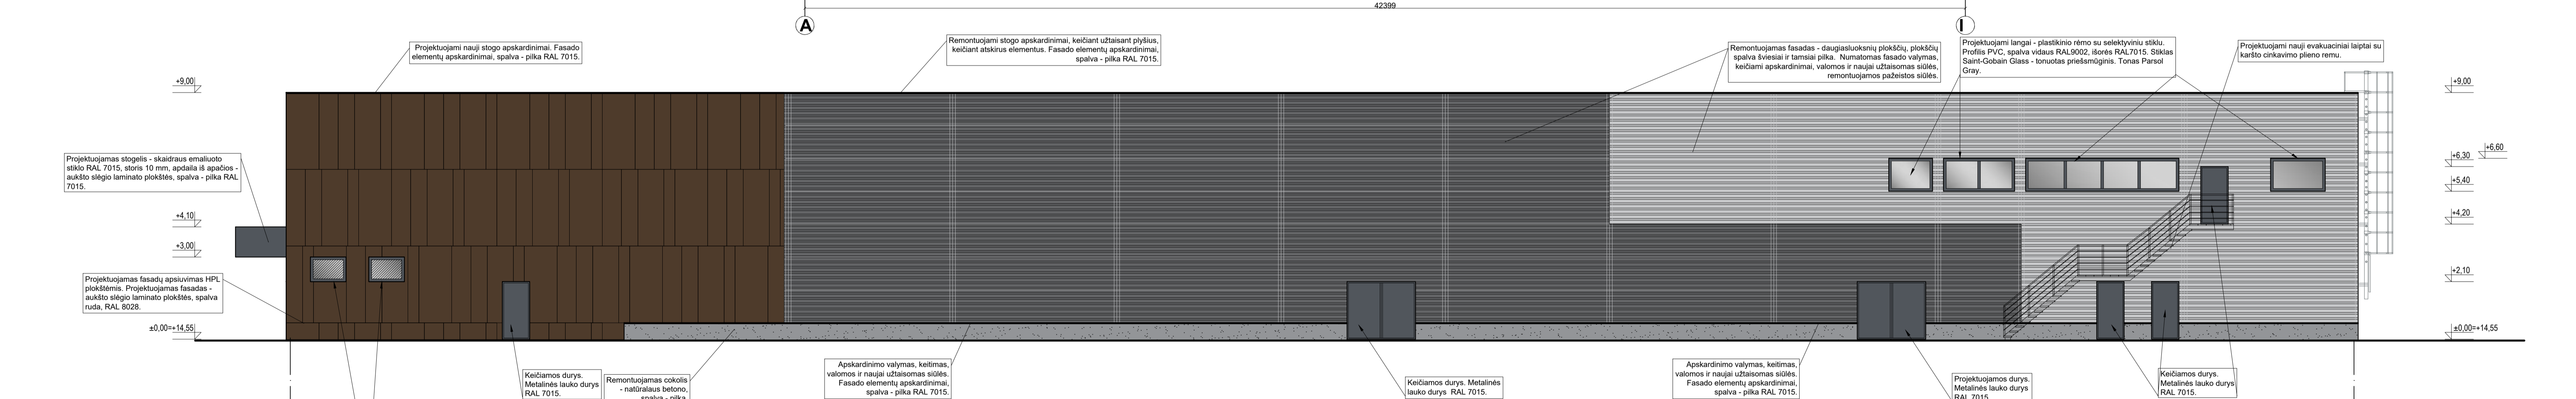 42399
A
I
Projektuojami nauji stogo apskardinimai. Fasado
elementų apskardinimai, spalva - pilka RAL 7015.
Remontuojami stogo apskardinimai, keičiant užtaisant plyšius,
keičiant atskirus elementus. Fasado elementų apskardinimai,
spalva - pilka RAL 7015.
Remontuojamas fasadas - daugiasluoksnių plokščių, plokščių
spalva šviesiai ir tamsiai pilka. Numatomas fasado valymas,
keičiami apskardinimai, valomos ir naujai užtaisomas siūlės,
remontuojamos pažeistos siūlės.
Projektuojami langai - plastikinio rėmo su selektyviniu stiklu.
Profilis PVC, spalva vidaus RAL9002, išorės RAL7015. Stiklas
Saint-Gobain Glass - tonuotas priešsmūginis. Tonas Parsol
Gray.
Projektuojami nauji evakuaciniai laiptai su
karšto cinkavimo plieno remu.
+9,00
+9,00
+6,60
+6,30
+5,40
+4,20
+2,10
±0,00=+14,55
Projektuojamas stogelis - skaidraus emaliuoto
stiklo RAL 7015, storis 10 mm, apdaila iš apačios -
aukšto slėgio laminato plokštės, spalva - pilka RAL
7015.
+4,10
+3,00
Projektuojamas fasadų apsiuvimas HPL
plokštėmis. Projektuojamas fasadas -
aukšto slėgio laminato plokštės, spalva
ruda, RAL 8028.
±0,00=+14,55
Keičiamos durys.
Metalinės lauko durys
RAL 7015.
Remontuojamas cokolis
- natūralaus betono,
spalva - pilka.
Apskardinimo valymas, keitimas,
valomos ir naujai užtaisomas siūlės.
Fasado elementų apskardinimai,
spalva - pilka RAL 7015.
Keičiamos durys. Metalinės
lauko durys RAL 7015.
Apskardinimo valymas, keitimas,
valomos ir naujai užtaisomas siūlės.
Fasado elementų apskardinimai,
spalva - pilka RAL 7015.
Projektuojamos durys.
Metalinės lauko durys
RAL 7015.
Keičiamos durys.
Metalinės lauko durys
RAL 7015.